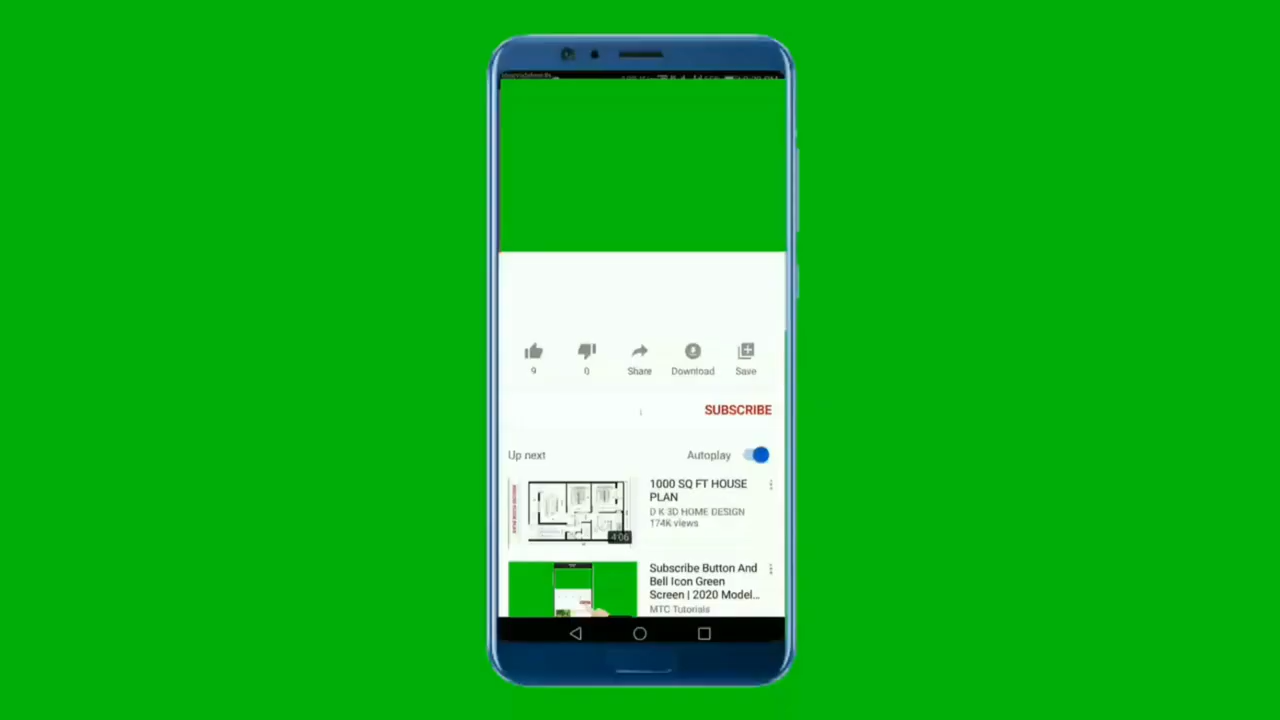 9
0
Share
Download
Save
SUBSCRIBE
Up next
Autoplay
1000 SQ FT HOUSE
PLAN
D K 3D HOME DESIGN
174K views
4:06
Subscribe Button And
Bell Icon Green
Screen | 2020 Model...
MTC Tutorials